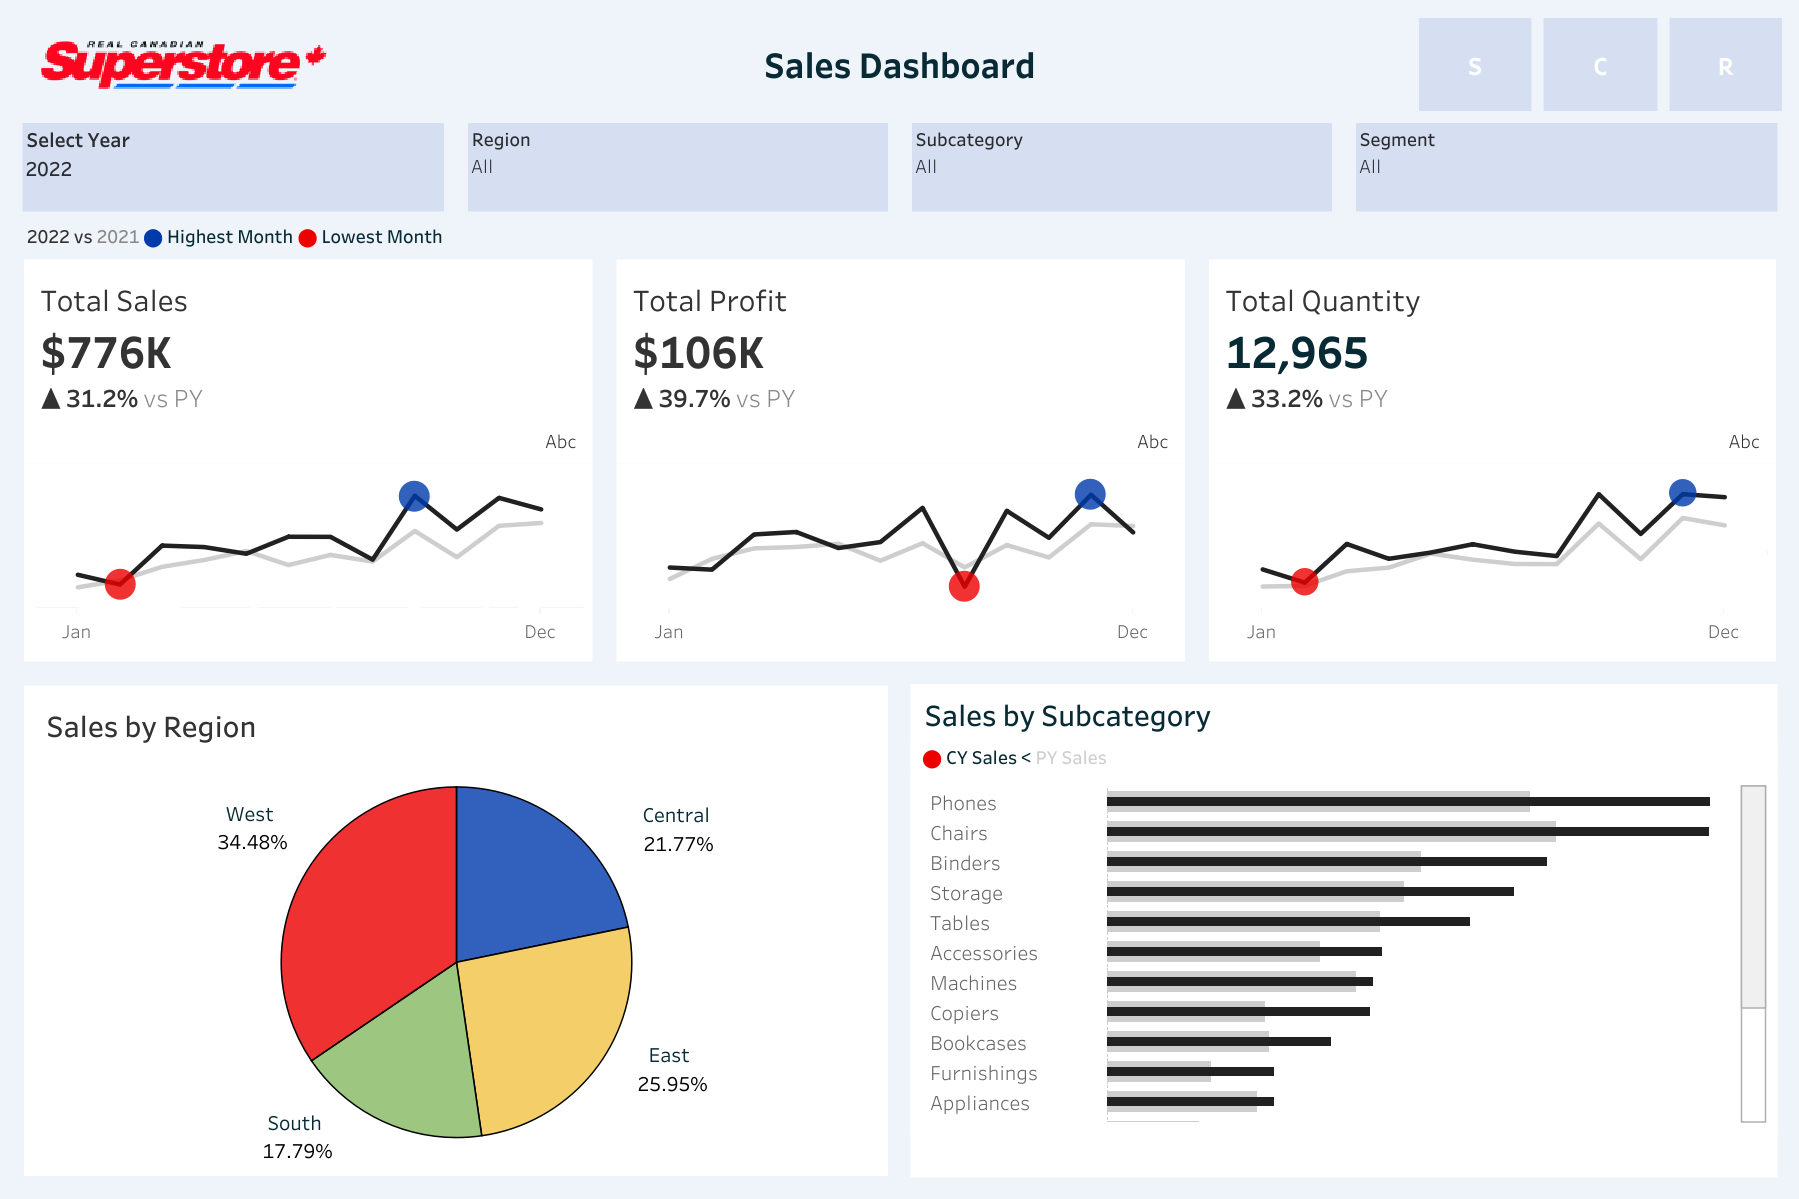 REAL CANADIAN
Superstore
Sales Dashboard
S C R
Select Year
2022
Region
All
Subcategory
All
Segment
All
2022 vs 2021 Highest Month Lowest Month
Total Sales
$776K
▲ 31.2% vs PY
Abc
Jan Dec
Total Profit
$106K
▲ 39.7% vs PY
Abc
Jan Dec
Total Quantity
12,965
▲ 33.2% vs PY
Abc
Jan Dec
Sales by Region
West
34.48%
Central
21.77%
East
25.95%
South
17.79%
Sales by Subcategory
CY Sales < PY Sales
Phones
Chairs
Binders
Storage
Tables
Accessories
Machines
Copiers
Bookcases
Furnishings
Appliances